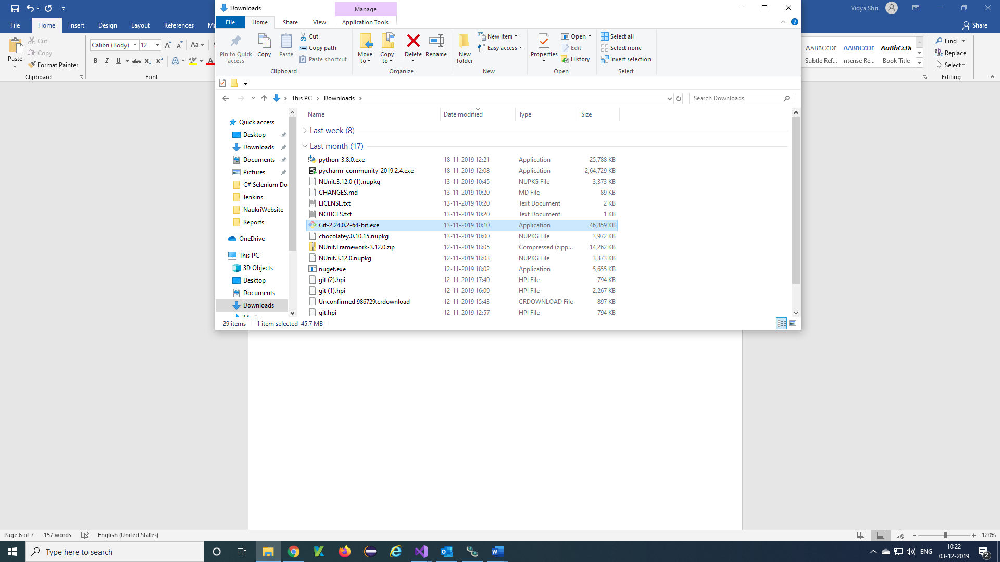 Downloads
Manage
Vidya Shri.
File Home Insert Design Layout References
File Home Share View Application Tools
Share
Paste
Cut
Copy
Format Painter
Clipboard
Calibri (Body) 12
Aa
B I U abc x₂ x²
Font
Pin to Quick access
Copy
Paste
Cut
Copy path
Paste shortcut
Clipboard
Move to
Copy to
Delete
Rename
Organize
New folder
New item
Easy access
New
Properties
Open
Edit
History
Open
Select all
Select none
Invert selection
Select
AaBbCcDc AaBbCcDc AaBbCcDc
Subtle Ref... Intense Re... Book Title
Find
Replace
Select
Editing
This PC Downloads
Search Downloads
Name Date modified Type Size
Quick access
Desktop
Downloads
Documents
Pictures
C# Selenium Do
Jenkins
NaukriWebsite
Reports
OneDrive
This PC
3D Objects
Desktop
Documents
Downloads
Music
Last week (8)
Last month (17)
python-3.8.0.exe 18-11-2019 12:21 Application 25,788 KB
pycharm-community-2019.2.4.exe 18-11-2019 12:08 Application 2,64,729 KB
NUnit.3.12.0 (1).nupkg 13-11-2019 10:45 NUPKG File 3,373 KB
CHANGES.md 13-11-2019 10:20 MD File 89 KB
LICENSE.txt 13-11-2019 10:20 Text Document 2 KB
NOTICES.txt 13-11-2019 10:20 Text Document 1 KB
Git-2.24.0.2-64-bit.exe 13-11-2019 10:10 Application 46,859 KB
chocolatey.0.10.15.nupkg 13-11-2019 10:00 NUPKG File 3,972 KB
NUnit.Framework-3.12.0.zip 12-11-2019 18:05 Compressed (zipp... 14,262 KB
NUnit.3.12.0.nupkg 12-11-2019 18:03 NUPKG File 3,373 KB
nuget.exe 12-11-2019 18:02 Application 5,655 KB
git (2).hpi 12-11-2019 17:40 HPI File 794 KB
git (1).hpi 12-11-2019 16:09 HPI File 2,267 KB
Unconfirmed 986729.crdownload 12-11-2019 15:43 CRDOWNLOAD File 897 KB
git.hpi 12-11-2019 12:57 HPI File 794 KB
29 items 1 item selected 45.7 MB
Page 6 of 7 157 words English (United States)
120%
Type here to search
ENG
10:22
03-12-2019
2